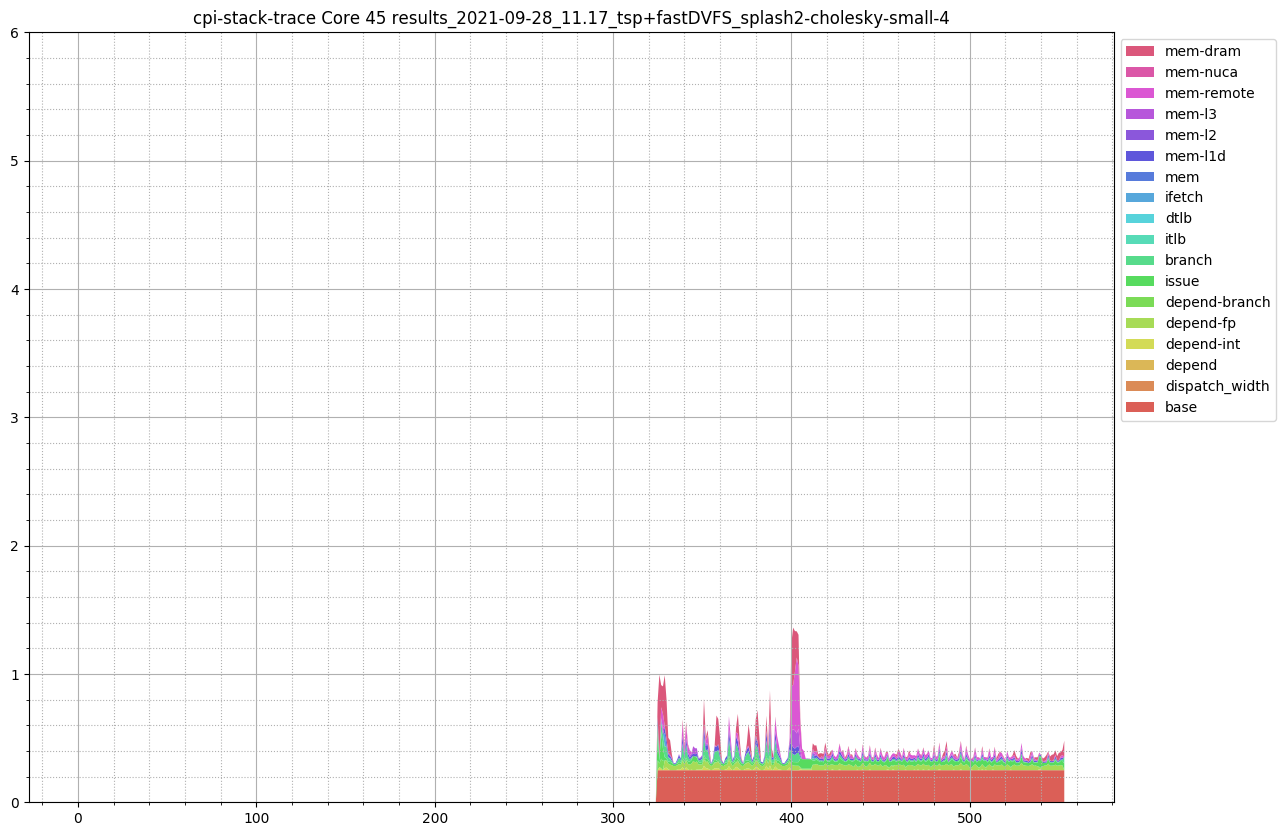 cpi-stack-trace Core 45 results_2021-09-28_11.17_tsp+fastDVFS_splash2-cholesky-small-4
6
5
4
3
2
1
0
0 100 200 300 400 500
mem-dram
mem-nuca
mem-remote
mem-l3
mem-l2
mem-l1d
mem
ifetch
dtlb
itlb
branch
issue
depend-branch
depend-fp
depend-int
depend
dispatch_width
base